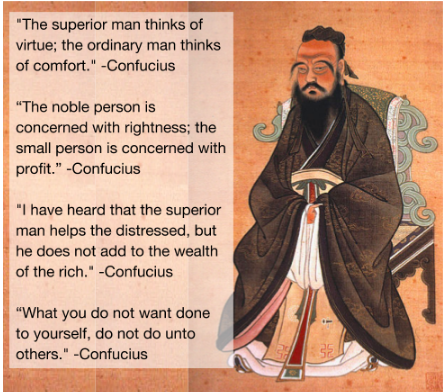 "The superior man thinks of
virtue; the ordinary man thinks
of comfort." -Confucius
“The noble person is
concerned with rightness; the
small person is concerned with
profit.” -Confucius
"I have heard that the superior
man helps the distressed, but
he does not add to the wealth
of the rich." -Confucius
“What you do not want done
to yourself, do not do unto
others." -Confucius